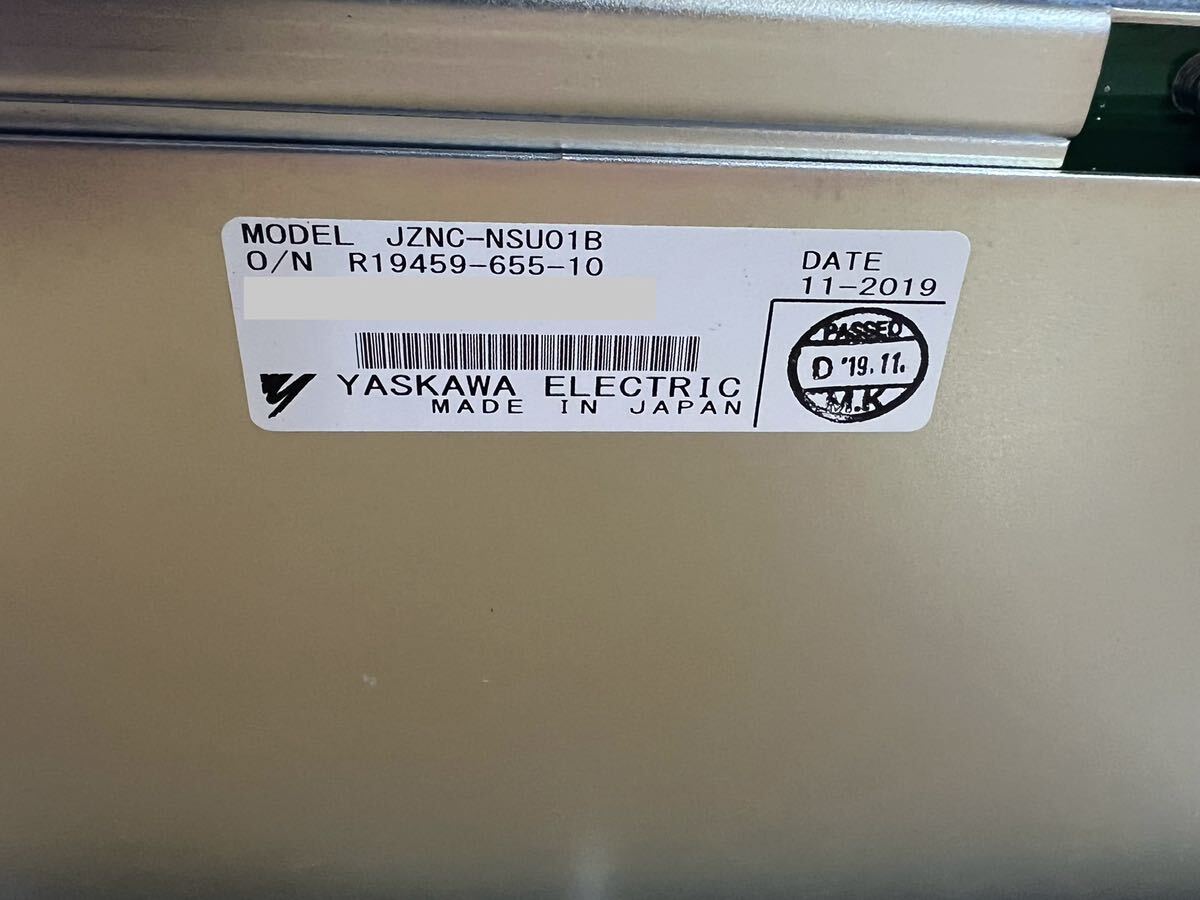 MODEL JZNC-NSU01B
O/N R19459-655-10
DATE
11-2019
PASSED
D '19.11.
M.K
YASKAWA ELECTRIC
MADE IN JAPAN